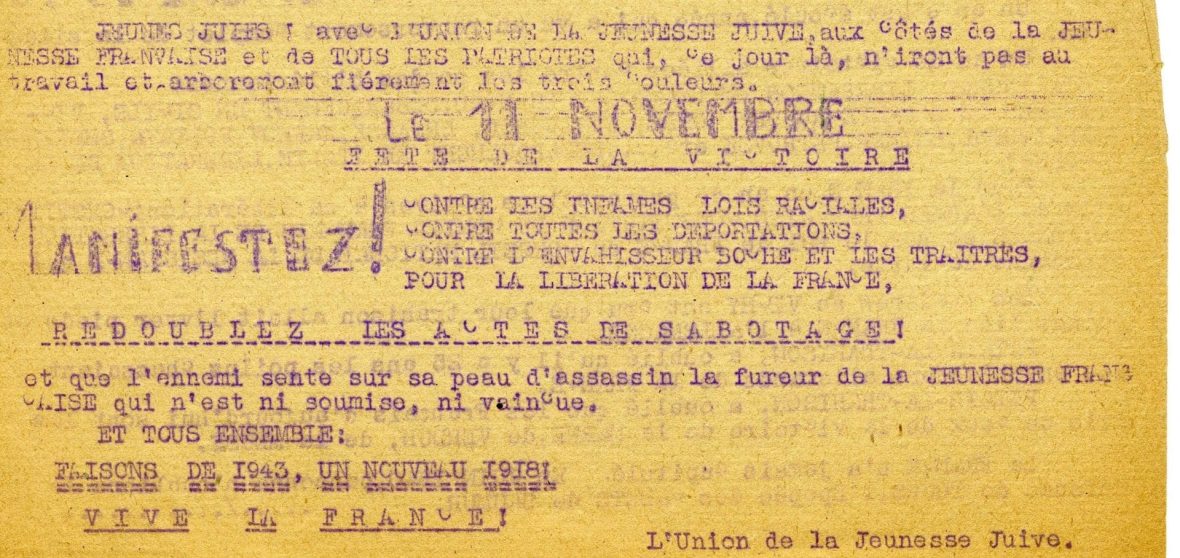 JEUNES JUIFS ! avec l'UNION DE LA JEUNESSE JUIVE, aux côtés de la JEU-
NESSE FRANVAISE et de TOUS LES PATRIOTES qui, ce jour là, n'iront pas au
travail et arboreront fiérement les trois couleurs.
LE 11 NOVEMBRE
FETE DE LA VICTOIRE
MANIFESTEZ!
CONTRE LES INFAMES LOIS RACIALES,
CONTRE TOUTES LES DEPORTATIONS,
CONTRE L'ENVAHISSEUR BOCHE ET LES TRAITRES,
POUR LA LIBERATION DE LA FRANCE,
REDOUBLEZ LES ACTES DE SABOTAGE!
et que l'ennemi sente sur sa peau d'assassin la fureur de la JEUNESSE FRANC
CAISE qui n'est ni soumise, ni vaincue.
ET TOUS ENSEMBLE:
FAISONS DE 1943, UN NOUVEAU 1918!
VIVE LA FRANCE!
L'Union de la Jeunesse Juive.